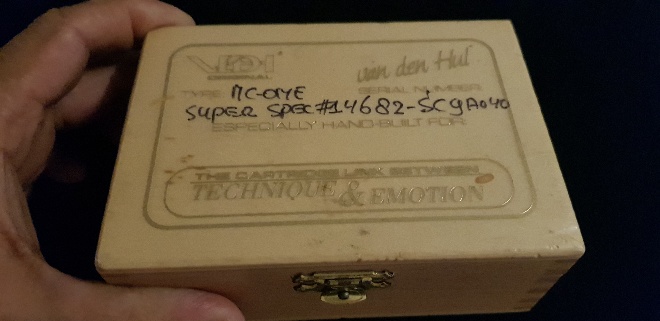 VDH van den Hul
ORIGINAL
TYPE MC-ONE SERIAL NUMBER
SUPER SPEC#14682-SC9A040
ESPECIALLY HAND-BUILT FOR:
THE CARTRIDGE LINK BETWEEN
TECHNIQUE & EMOTION